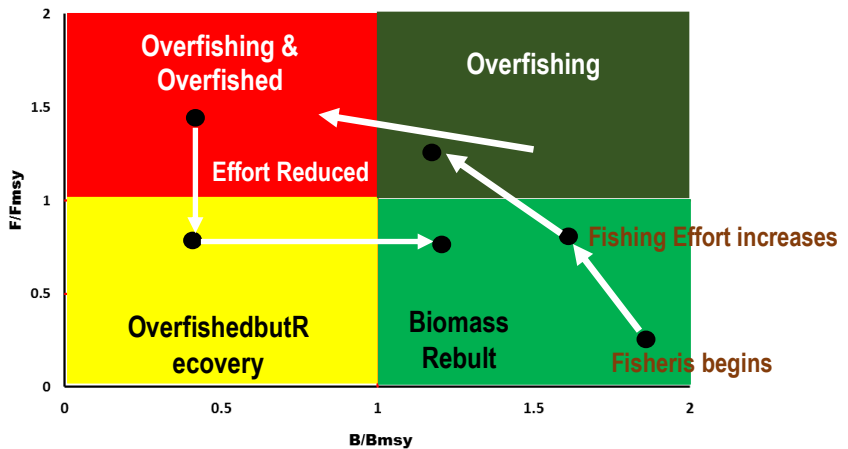 2
Overfishing &
Overfished
Overfishing
1.5
Effort Reduced
F/Fmsy
1
Fishing Effort increases
0.5
OverfishedbutR
ecovery
Biomass
Rebult
Fisheris begins
0
0
0.5
1
1.5
2
B/Bmsy